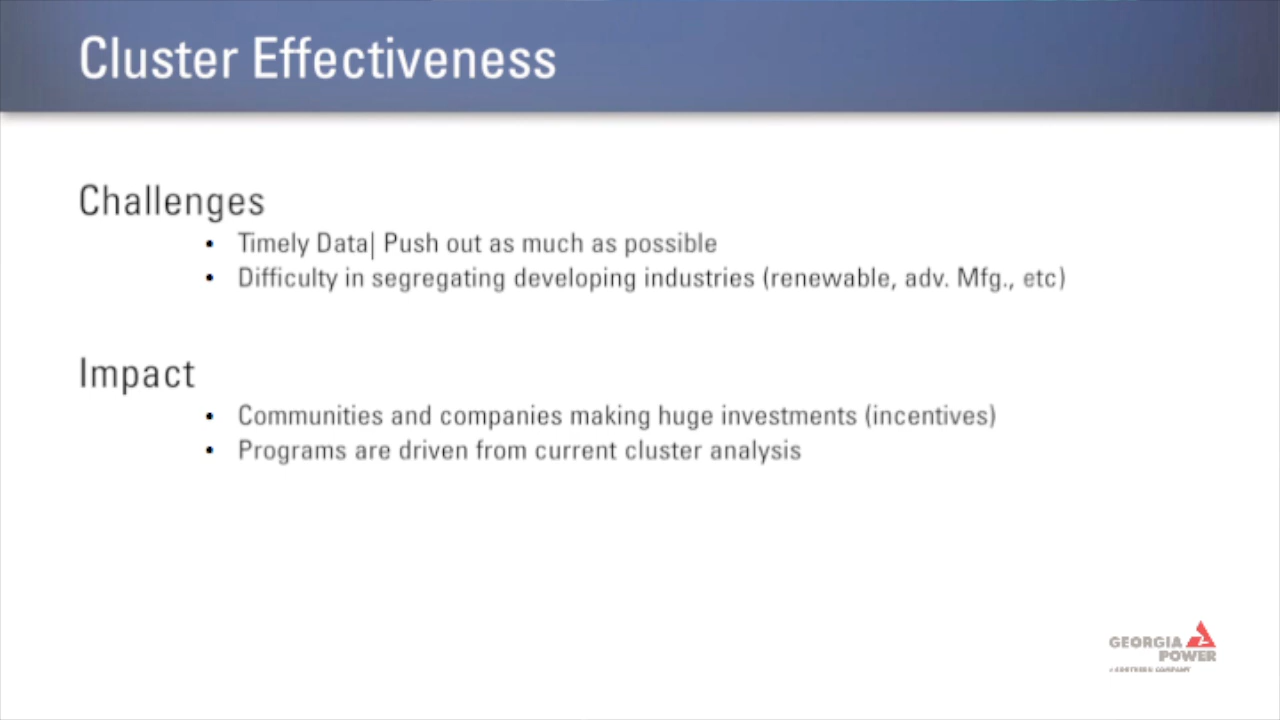 Cluster Effectiveness
Challenges
• Timely Data| Push out as much as possible
• Difficulty in segregating developing industries (renewable, adv. Mfg., etc)
Impact
• Communities and companies making huge investments (incentives)
• Programs are driven from current cluster analysis
GEORGIA
POWER